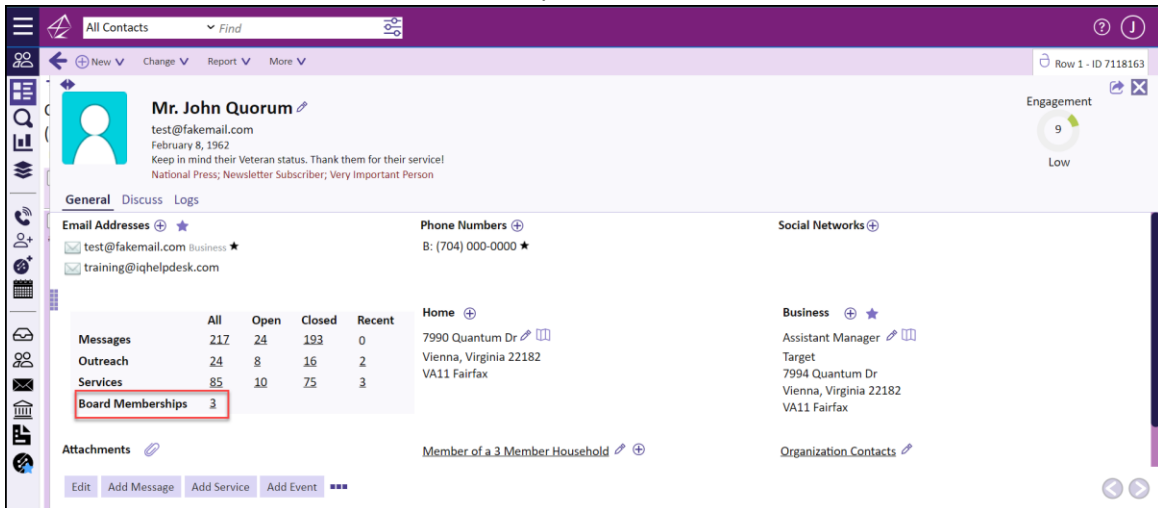 All Contacts Find ? J
New Change Report More Row 1 - ID 7118163
Mr. John Quorum
test@fakemail.com
February 8, 1962
Keep in mind their Veteran status. Thank them for their service!
National Press; Newsletter Subscriber; Very Important Person
Engagement
9
Low
General Discuss Logs
Email Addresses
test@fakemail.com Business
training@iqhelpdesk.com
Phone Numbers
B: (704) 000-0000
Social Networks
All Open Closed Recent
Messages 217 24 193 0
Outreach 24 8 16 2
Services 85 10 75 3
Board Memberships 3
Home
7990 Quantum Dr
Vienna, Virginia 22182
VA11 Fairfax
Business
Assistant Manager
Target
7994 Quantum Dr
Vienna, Virginia 22182
VA11 Fairfax
Attachments
Member of a 3 Member Household
Organization Contacts
Edit Add Message Add Service Add Event